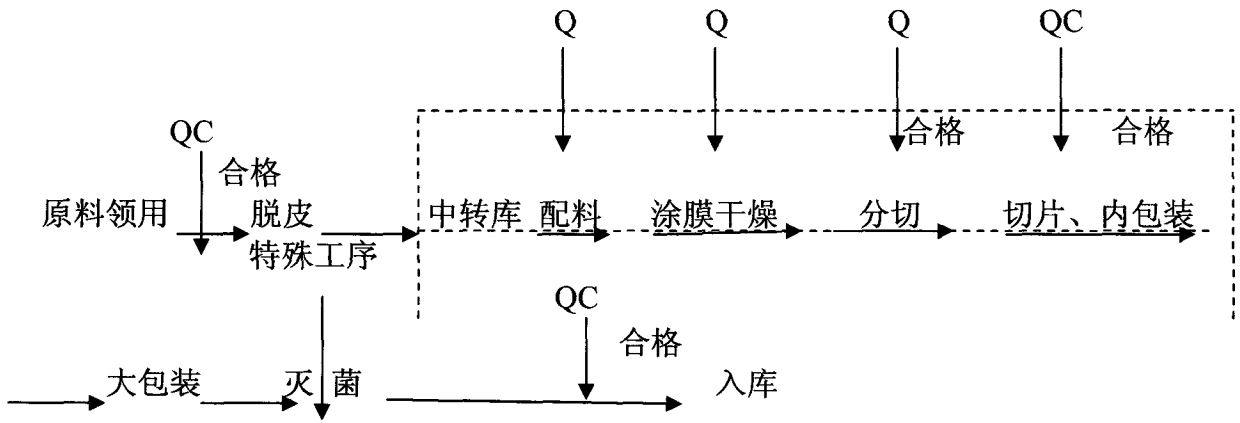 Q Q Q QC
QC 合格 合格
合格
原料领用 脱皮 中转库 配料 涂膜干燥 分切 切片、内包装
特殊工序
QC
合格
大包装 灭菌 入库